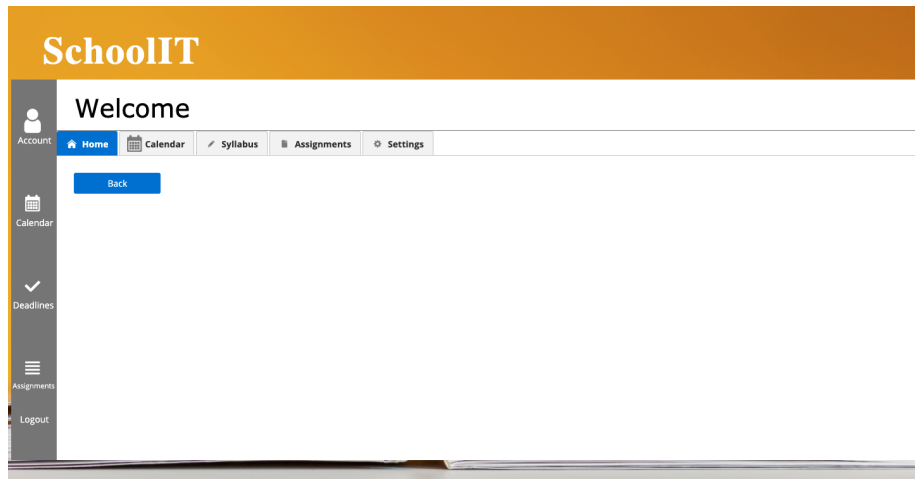 SchoolIT
Welcome
Account
Home Calendar Syllabus Assignments Settings
Back
Calendar
Deadlines
Assignments
Logout